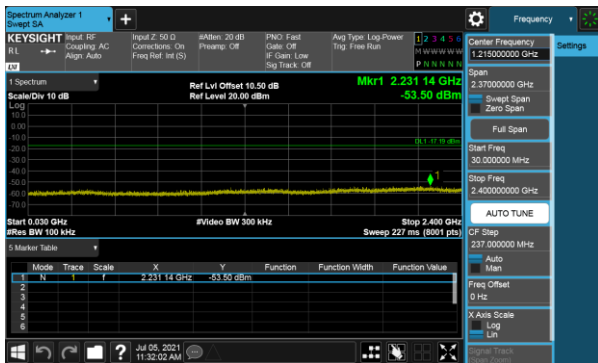 Spectrum Analyzer 1
Swept SA
+
Frequency
KEYSIGHT
RL
LXI
Input: RF
Coupling: AC
Align: Auto
Input Z: 50 Ω
Corrections: On
Freq Ref: Int (S)
#Atten: 20 dB
Preamp: Off
PNO: Fast
Gate: Off
IF Gain: Low
Sig Track: Off
Avg Type: Log-Power
Trig: Free Run
1 2 3 4 5 6
M W W W W W
P N N N N N
1 Spectrum
Scale/Div 10 dB
Ref Lvl Offset 10.50 dB
Ref Level 20.00 dBm
Mkr1 2.231 14 GHz
-53.50 dBm
Log
10.0
0.00
-10.0
-20.0
-30.0
-40.0
-50.0
-60.0
-70.0
DL1 -17.19 dBm
1
Start 0.030 GHz
#Res BW 100 kHz
#Video BW 300 kHz
Stop 2.400 GHz
Sweep 227 ms (8001 pts)
5 Marker Table
Mode Trace Scale X Y Function Function Width Function Value
1 N 1 f 2.231 14 GHz -53.50 dBm
2
3
4
5
6
Center Frequency
1.215000000 GHz
Settings
Span
2.37000000 GHz
Swept Span
Zero Span
Full Span
Start Freq
30.000000 MHz
Stop Freq
2.400000000 GHz
AUTO TUNE
CF Step
237.000000 MHz
Auto
Man
Freq Offset
0 Hz
X Axis Scale
Log
Lin
Signal Track
(Span Zoom)
?
Jul 05, 2021
11:32:02 AM